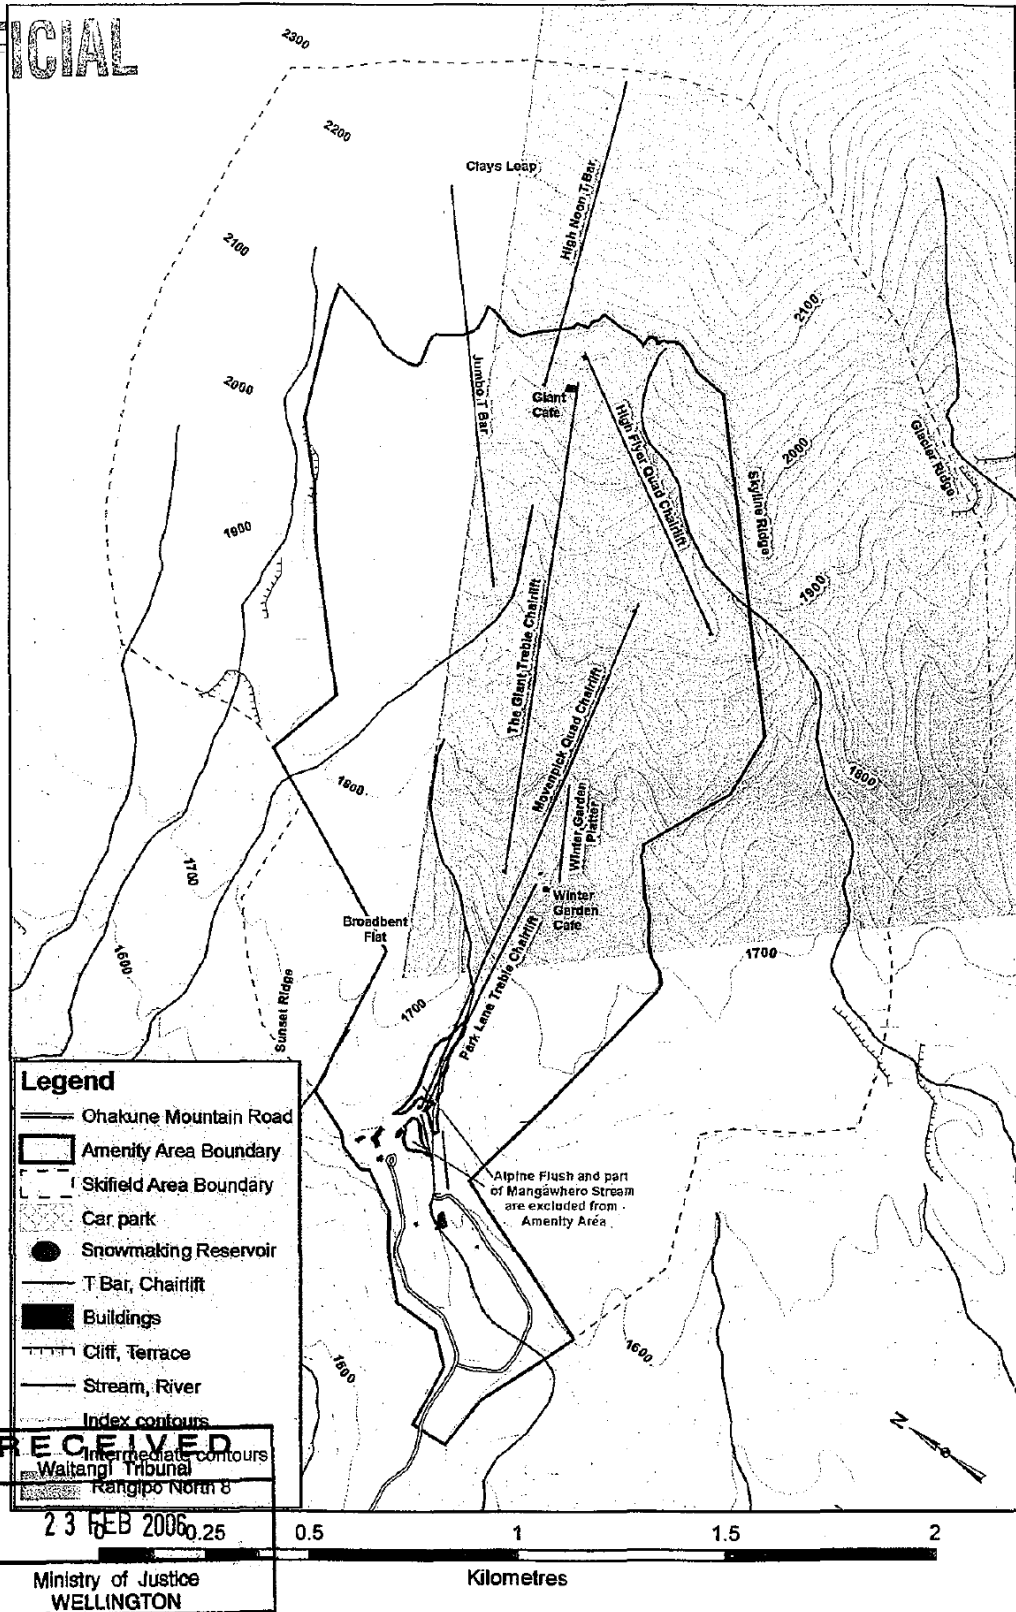 ICIAL
2300
2200
Clays Leap
High Noon T Bar
2100
2100
2000
Jumbo T Bar
Giant
Cafe
High Flyer Quad Chairlift
2000
Glacier Ridge
Skyline Ridge
1900
1900
The Giant Treble Chairlift
Movenpick Quad Chairlift
1800
1800
Winter Garden
Platter
1700
Winter
Garden
Cafe
Broadbent
Flat
1600
1700
Sunset Ridge
1700
Park Lane Treble Chairlift
Alpine Flush and part
of Mangawhero Stream
are excluded from
Amenity Area
1600
1600
N
Legend
Ohakune Mountain Road
Amenity Area Boundary
Skifield Area Boundary
Car park
Snowmaking Reservoir
T Bar, Chairlift
Buildings
Cliff, Terrace
Stream, River
Index contours
Intermediate contours
Rangipo North 8
RECEIVED
Waitangi Tribunal
23 FEB 2006
Ministry of Justice
WELLINGTON
0 0.25 0.5 1 1.5 2
Kilometres